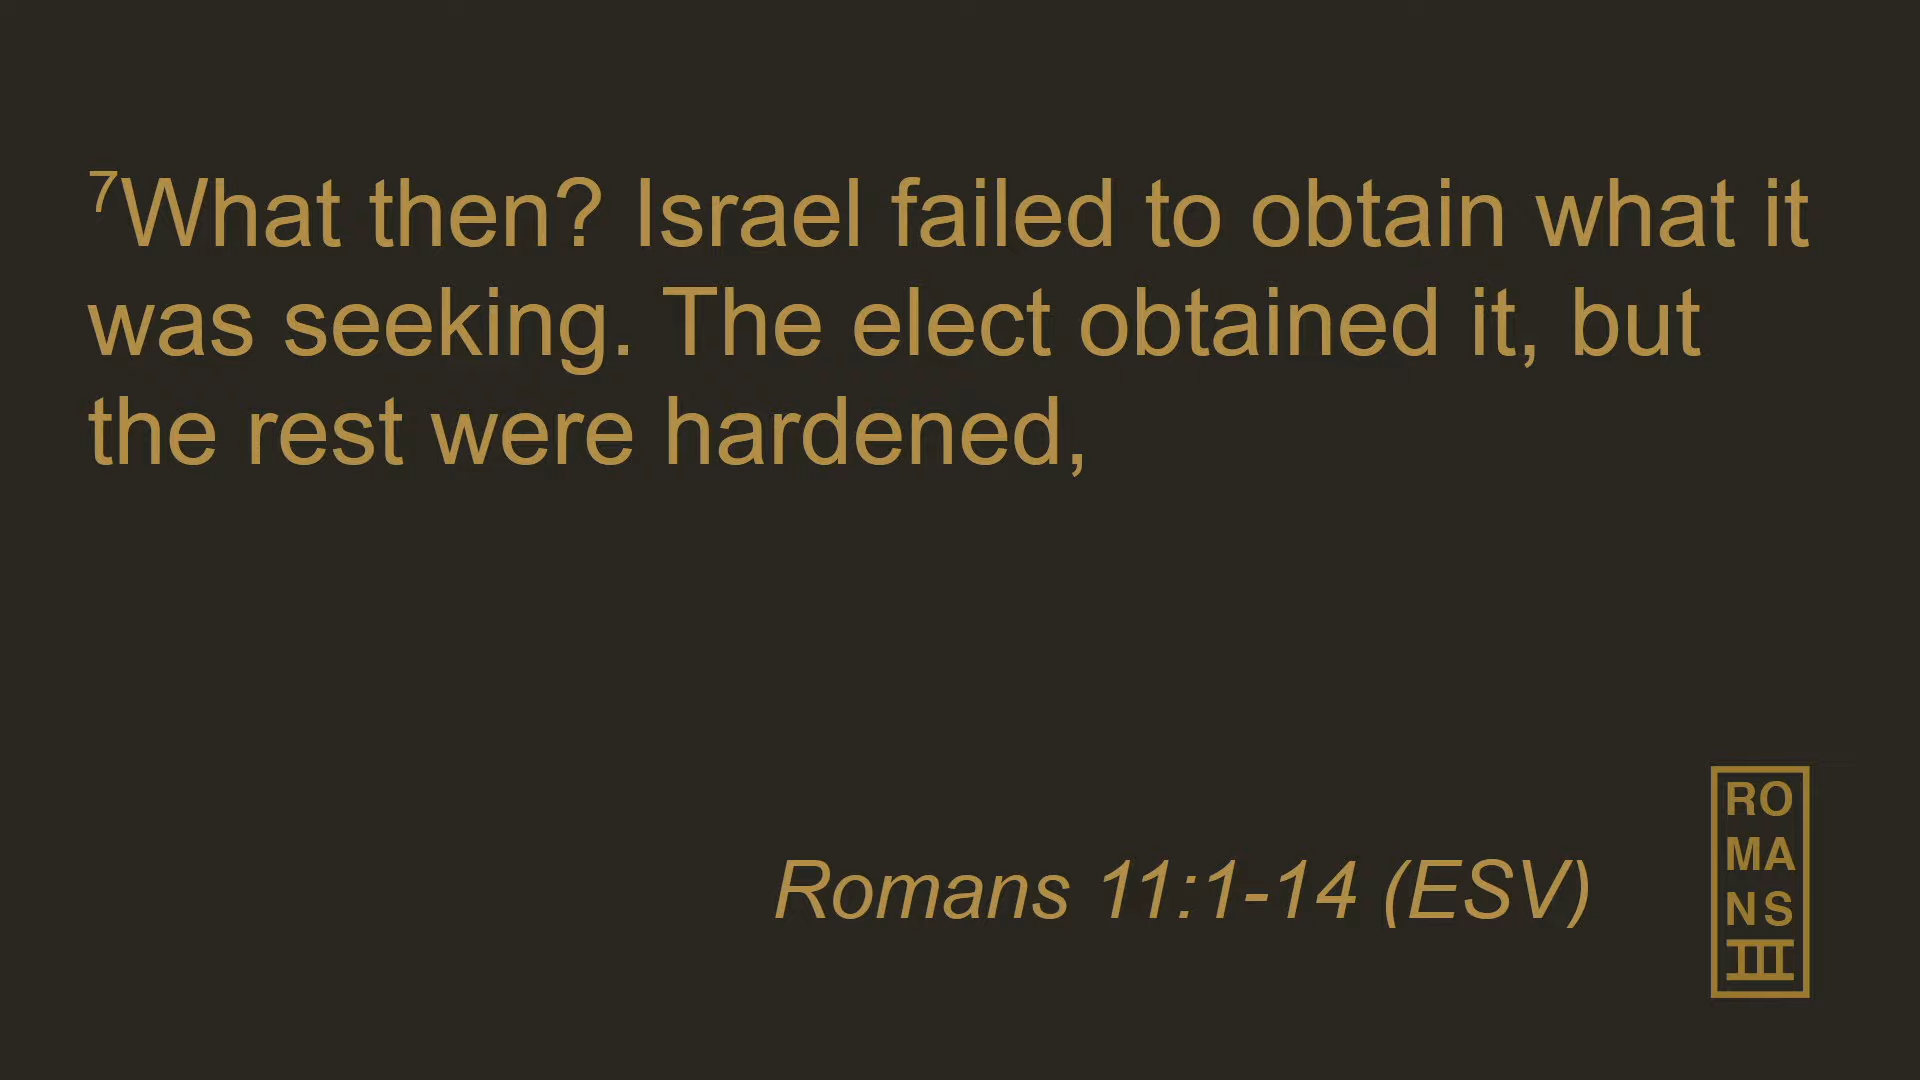 ⁷What then? Israel failed to obtain what it
was seeking. The elect obtained it, but
the rest were hardened,
Romans 11:1-14 (ESV)
RO
MA
NS
III